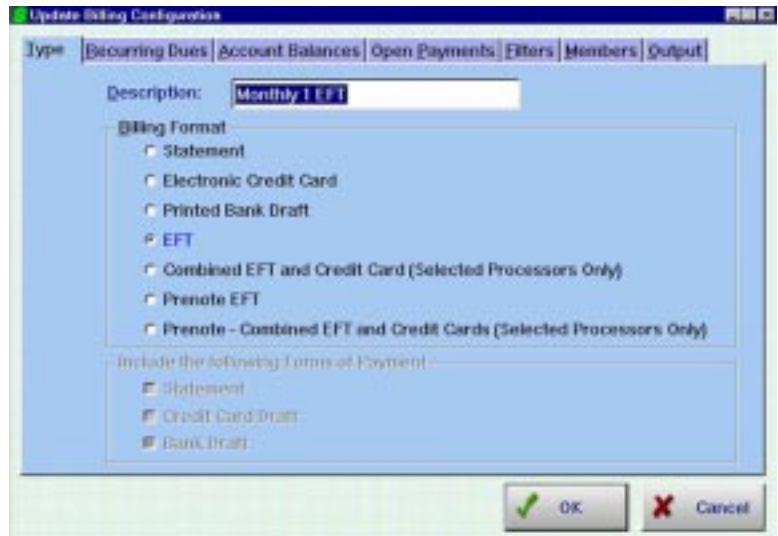 Update Billing Configuration
Type Recurring Dues Account Balances Open Payments Filters Members Output
Description: Monthly 1 EFT
Billing Format
Statement
Electronic Credit Card
Printed Bank Draft
EFT
Combined EFT and Credit Card (Selected Processors Only)
Prenote EFT
Prenote - Combined EFT and Credit Cards (Selected Processors Only)
Include the following Forms of Payment
Statement
Credit Card Draft
Bank Draft
OK Cancel